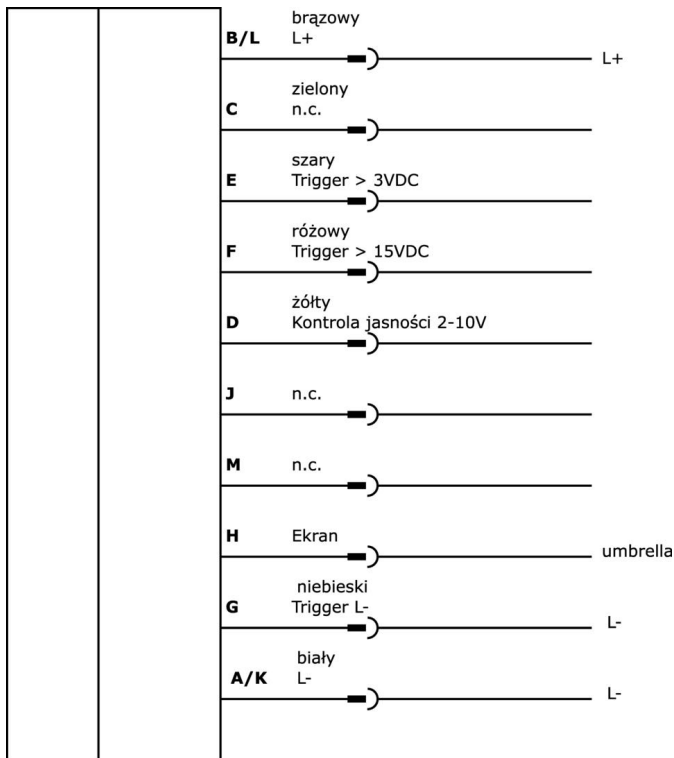 brązowy
B/L L+ L+
zielony
C n.c.
szary
E Trigger > 3VDC
różowy
F Trigger > 15VDC
żółty
D Kontrola jasności 2-10V
J n.c.
M n.c.
H Ekran umbrella
niebieski
G Trigger L- L-
biały
A/K L- L-